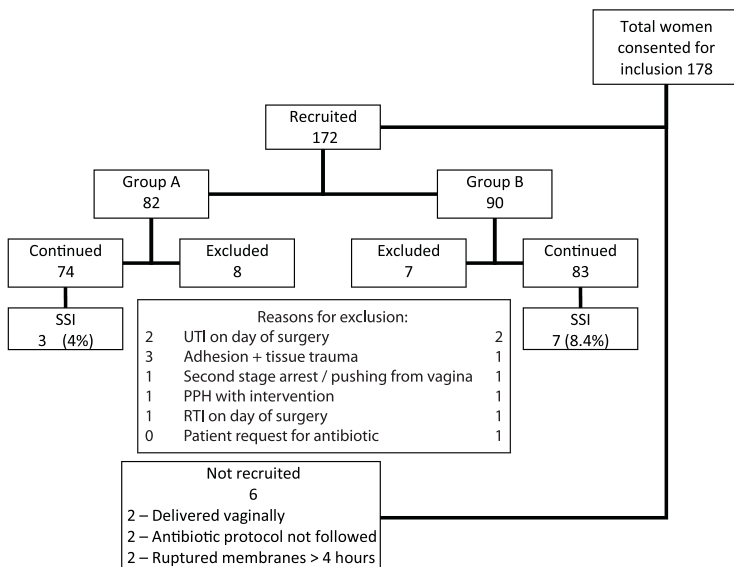 Total women
consented for
inclusion 178
Recruited
172
Group A
82
Group B
90
Continued
74
Excluded
8
Excluded
7
Continued
83
SSI
3 (4%)
SSI
7 (8.4%)
Reasons for exclusion:
2 UTI on day of surgery 2
3 Adhesion + tissue trauma 1
1 Second stage arrest / pushing from vagina 1
1 PPH with intervention 1
1 RTI on day of surgery 1
0 Patient request for antibiotic 1
Not recruited
6
2 – Delivered vaginally
2 – Antibiotic protocol not followed
2 – Ruptured membranes > 4 hours